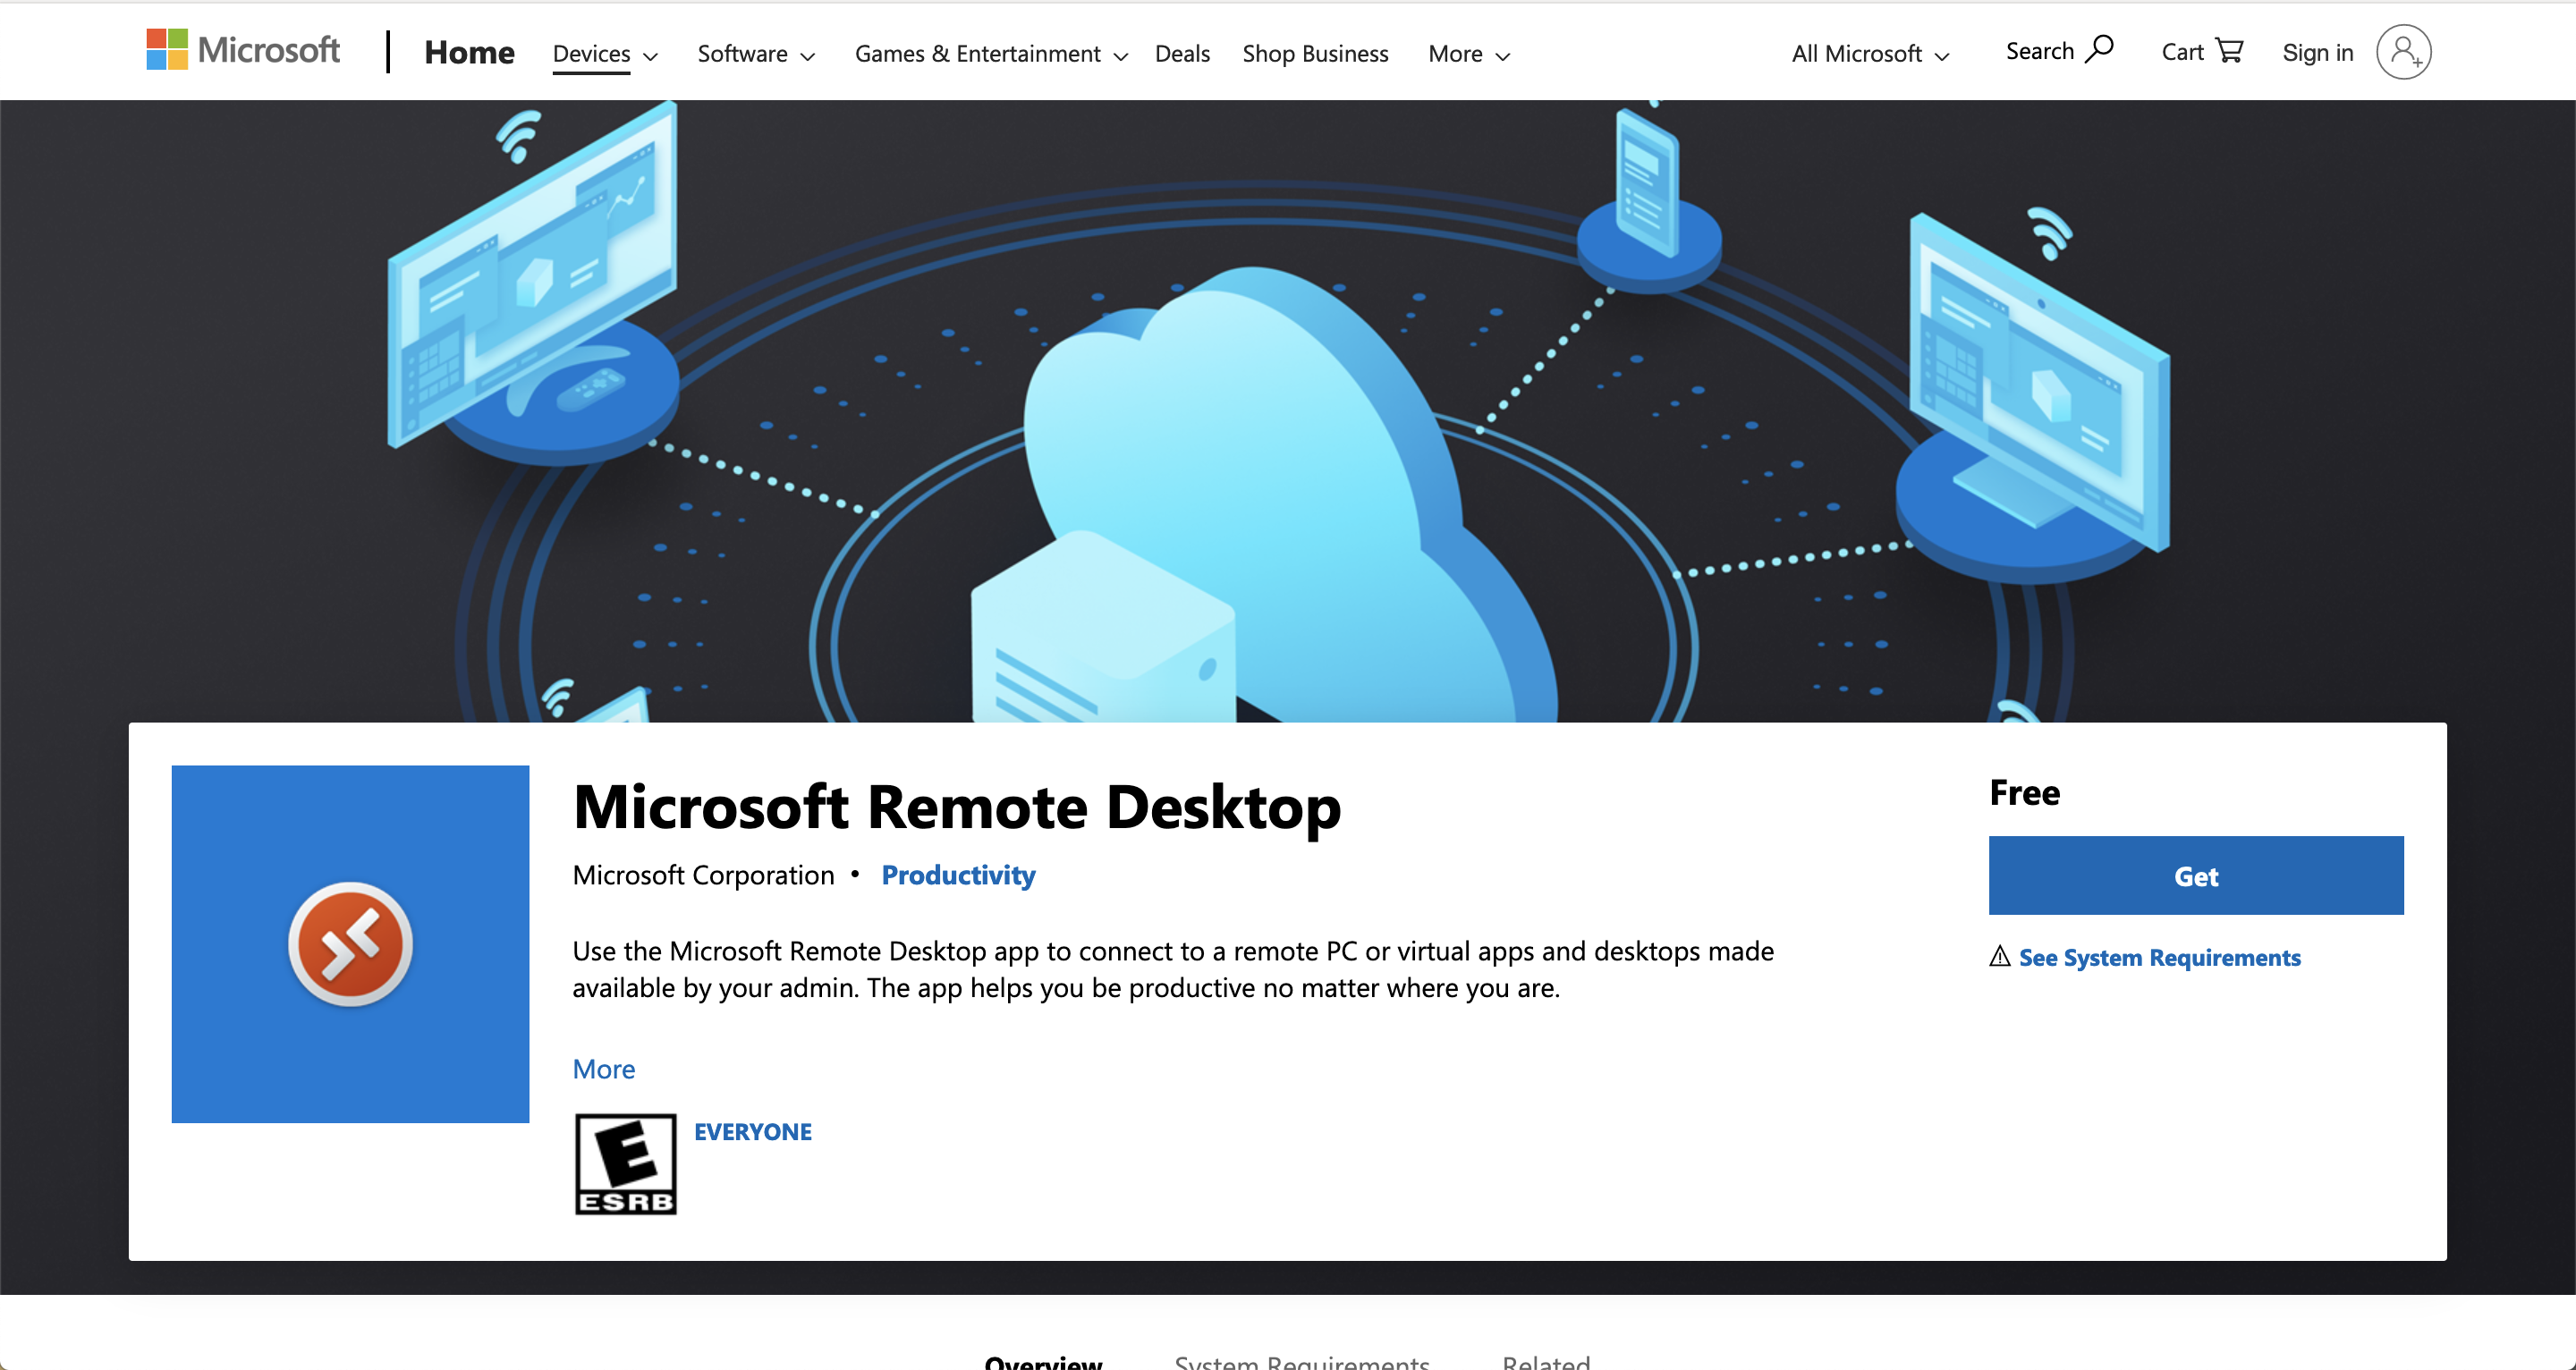 Microsoft
Home Devices Software Games & Entertainment Deals Shop Business More All Microsoft Search Cart Sign in
Microsoft Remote Desktop
Microsoft Corporation • Productivity
Use the Microsoft Remote Desktop app to connect to a remote PC or virtual apps and desktops made
available by your admin. The app helps you be productive no matter where you are.
More
E
ESRB
EVERYONE
Free
Get
See System Requirements
Overview System Requirements Related